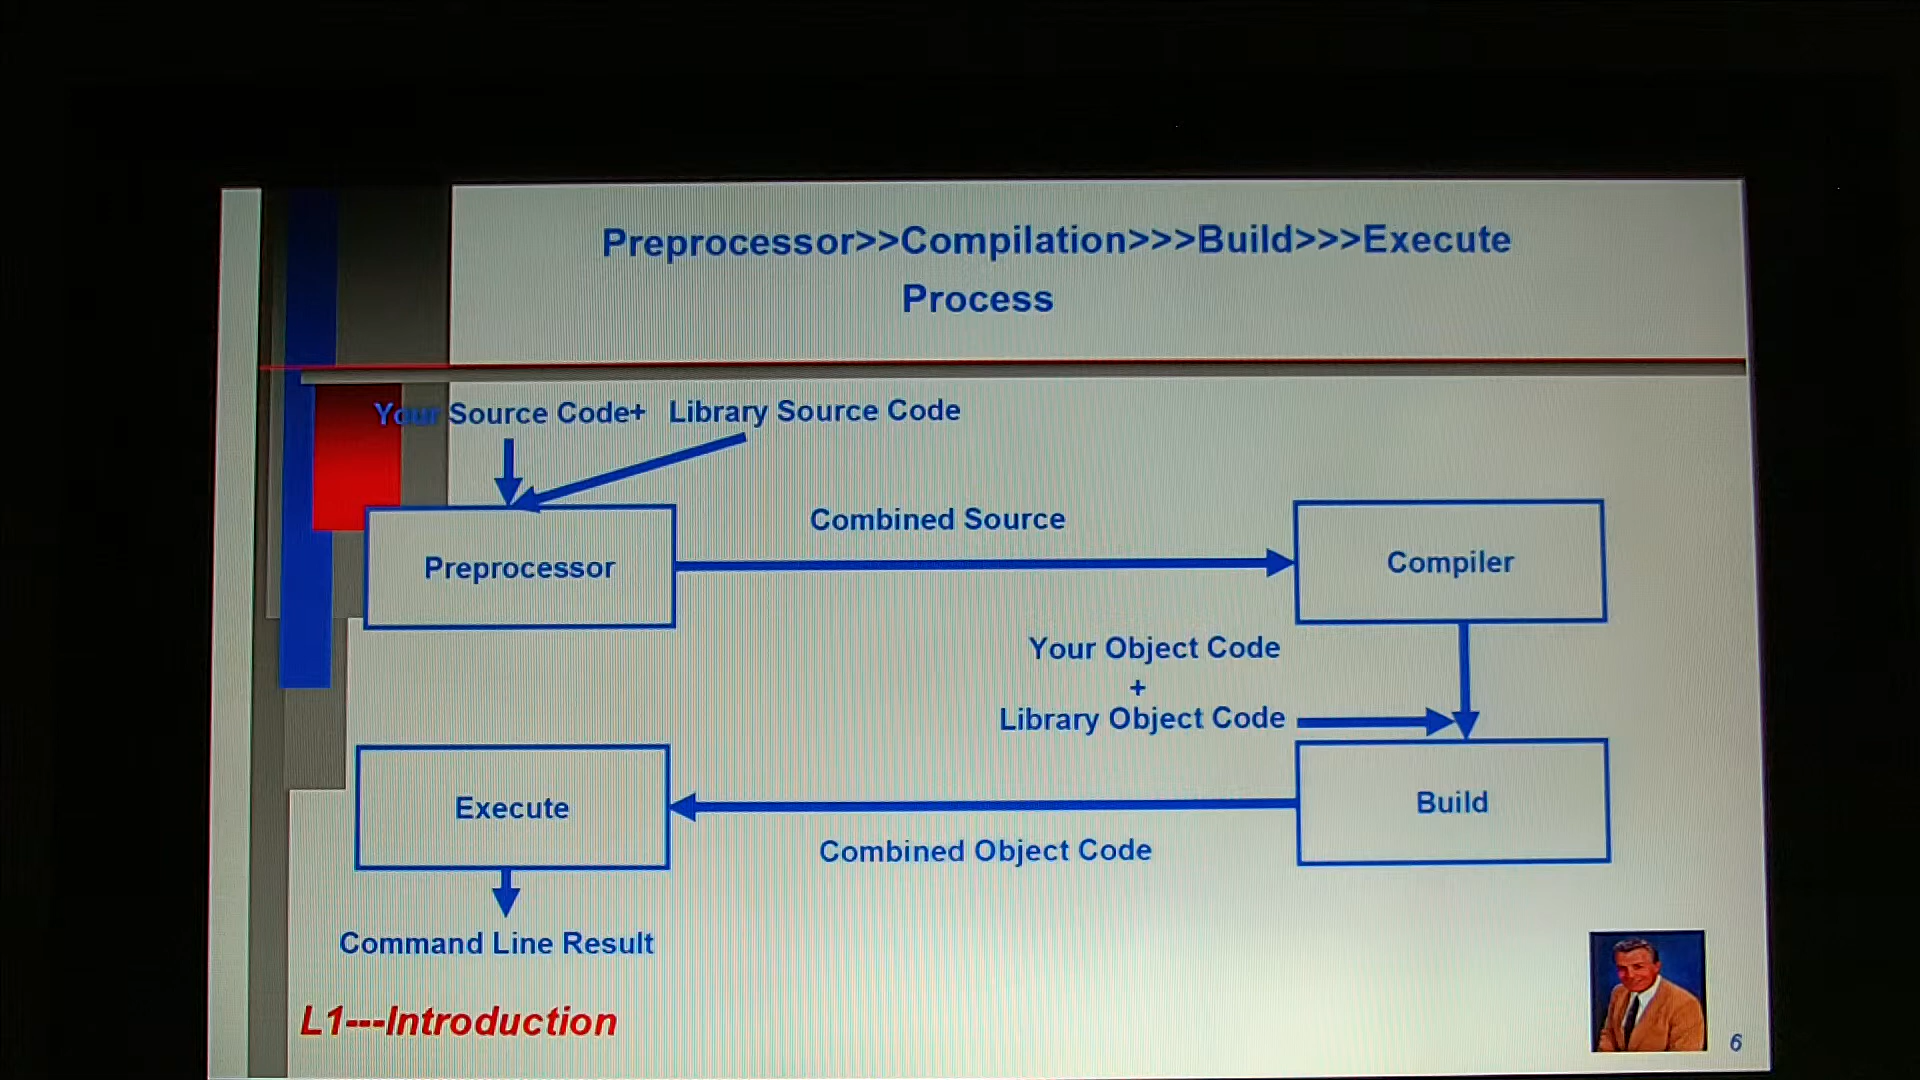 Preprocessor>>Compilation>>>Build>>>Execute
Process
Your Source Code+ Library Source Code
Combined Source
Preprocessor
Compiler
Your Object Code
+
Library Object Code
Execute
Build
Combined Object Code
Command Line Result
L1---Introduction
6